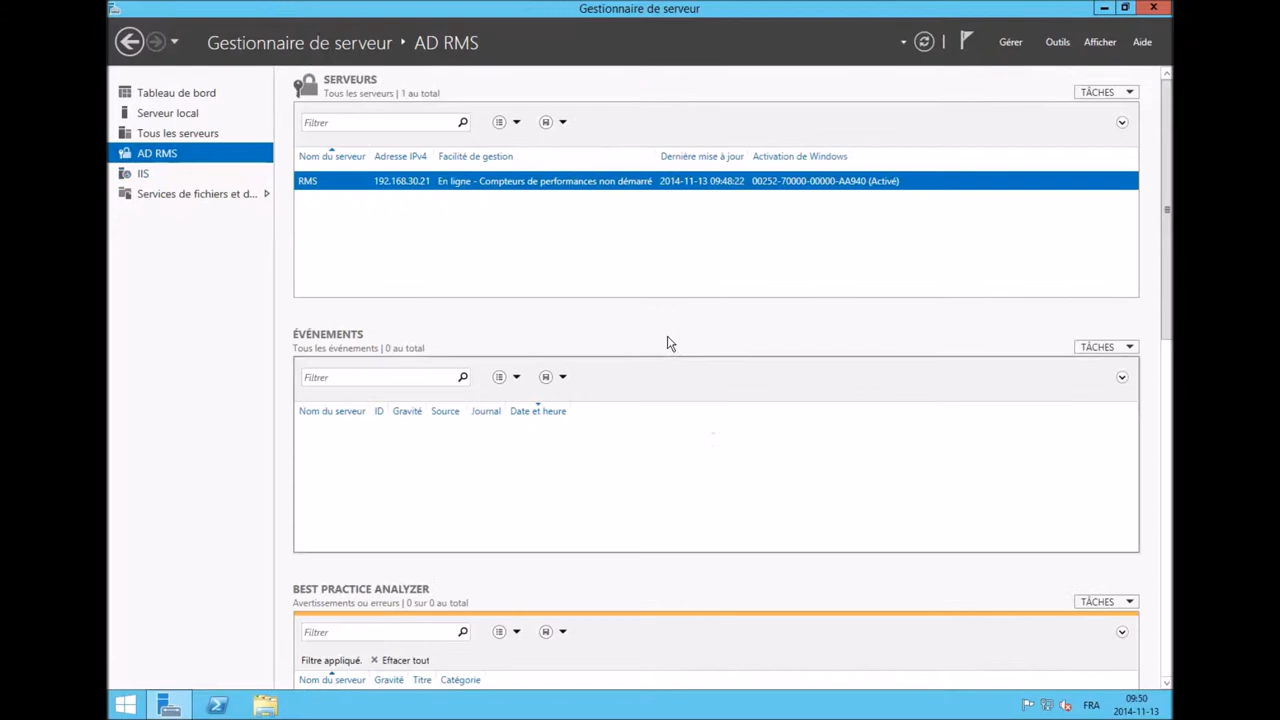 Gestionnaire de serveur
Gestionnaire de serveur ‣ AD RMS
Gérer Outils Afficher Aide
Tableau de bord
Serveur local
Tous les serveurs
AD RMS
IIS
Services de fichiers et d...
SERVEURS
Tous les serveurs | 1 au total
TÂCHES
Filtrer
Nom du serveur Adresse IPv4 Facilité de gestion Dernière mise à jour Activation de Windows
RMS 192.168.30.21 En ligne - Compteurs de performances non démarré 2014-11-13 09:48:22 00252-70000-00000-AA940 (Activé)
ÉVÉNEMENTS
Tous les événements | 0 au total
TÂCHES
Filtrer
Nom du serveur ID Gravité Source Journal Date et heure
BEST PRACTICE ANALYZER
Avertissements ou erreurs | 0 sur 0 au total
TÂCHES
Filtrer
Filtre appliqué. Effacer tout
Nom du serveur Gravité Titre Catégorie
FRA
09:50
2014-11-13